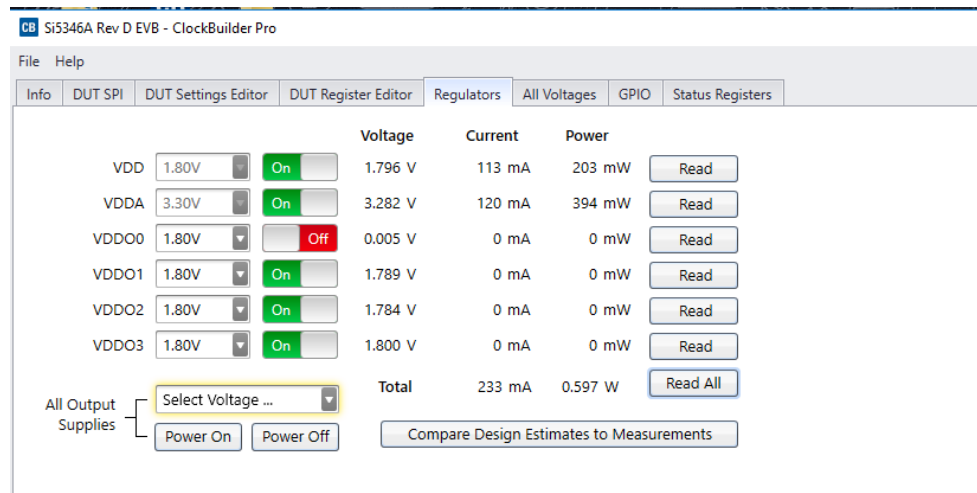 CB Si5346A Rev D EVB - ClockBuilder Pro
File Help
Info DUT SPI DUT Settings Editor DUT Register Editor Regulators All Voltages GPIO Status Registers
Voltage Current Power
VDD 1.80V On 1.796 V 113 mA 203 mW Read
VDDA 3.30V On 3.282 V 120 mA 394 mW Read
VDDO0 1.80V Off 0.005 V 0 mA 0 mW Read
VDDO1 1.80V On 1.789 V 0 mA 0 mW Read
VDDO2 1.80V On 1.784 V 0 mA 0 mW Read
VDDO3 1.80V On 1.800 V 0 mA 0 mW Read
Total 233 mA 0.597 W Read All
All Output Supplies
Select Voltage ...
Power On Power Off Compare Design Estimates to Measurements